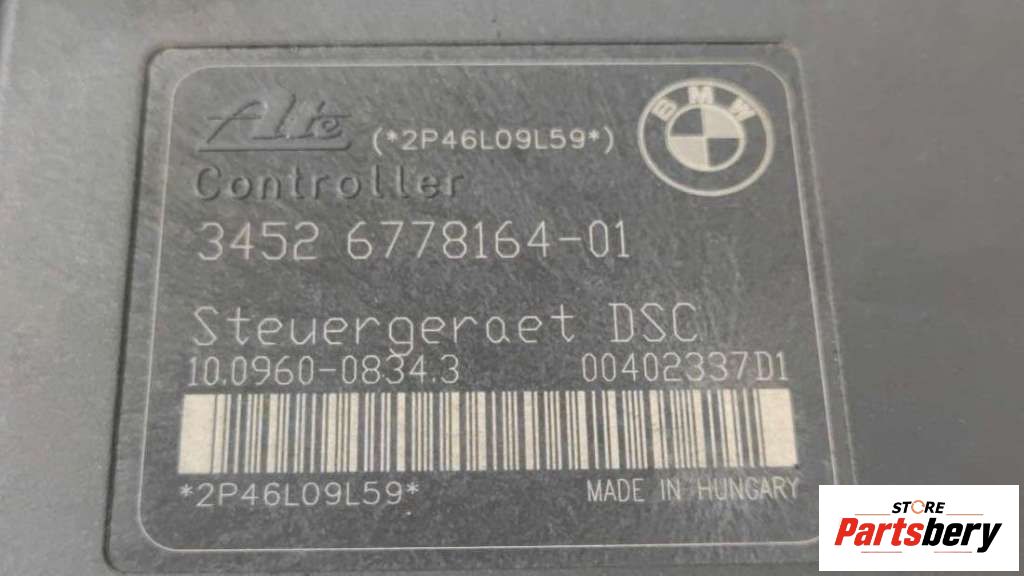 Ate (*2P46L09L59*)
BMW
Controller
3452 6778164-01
Steuergeraet DSC
10.0960-0834.3 00402337D1
*2P46L09L59* MADE IN HUNGARY
STORE
Partsbery